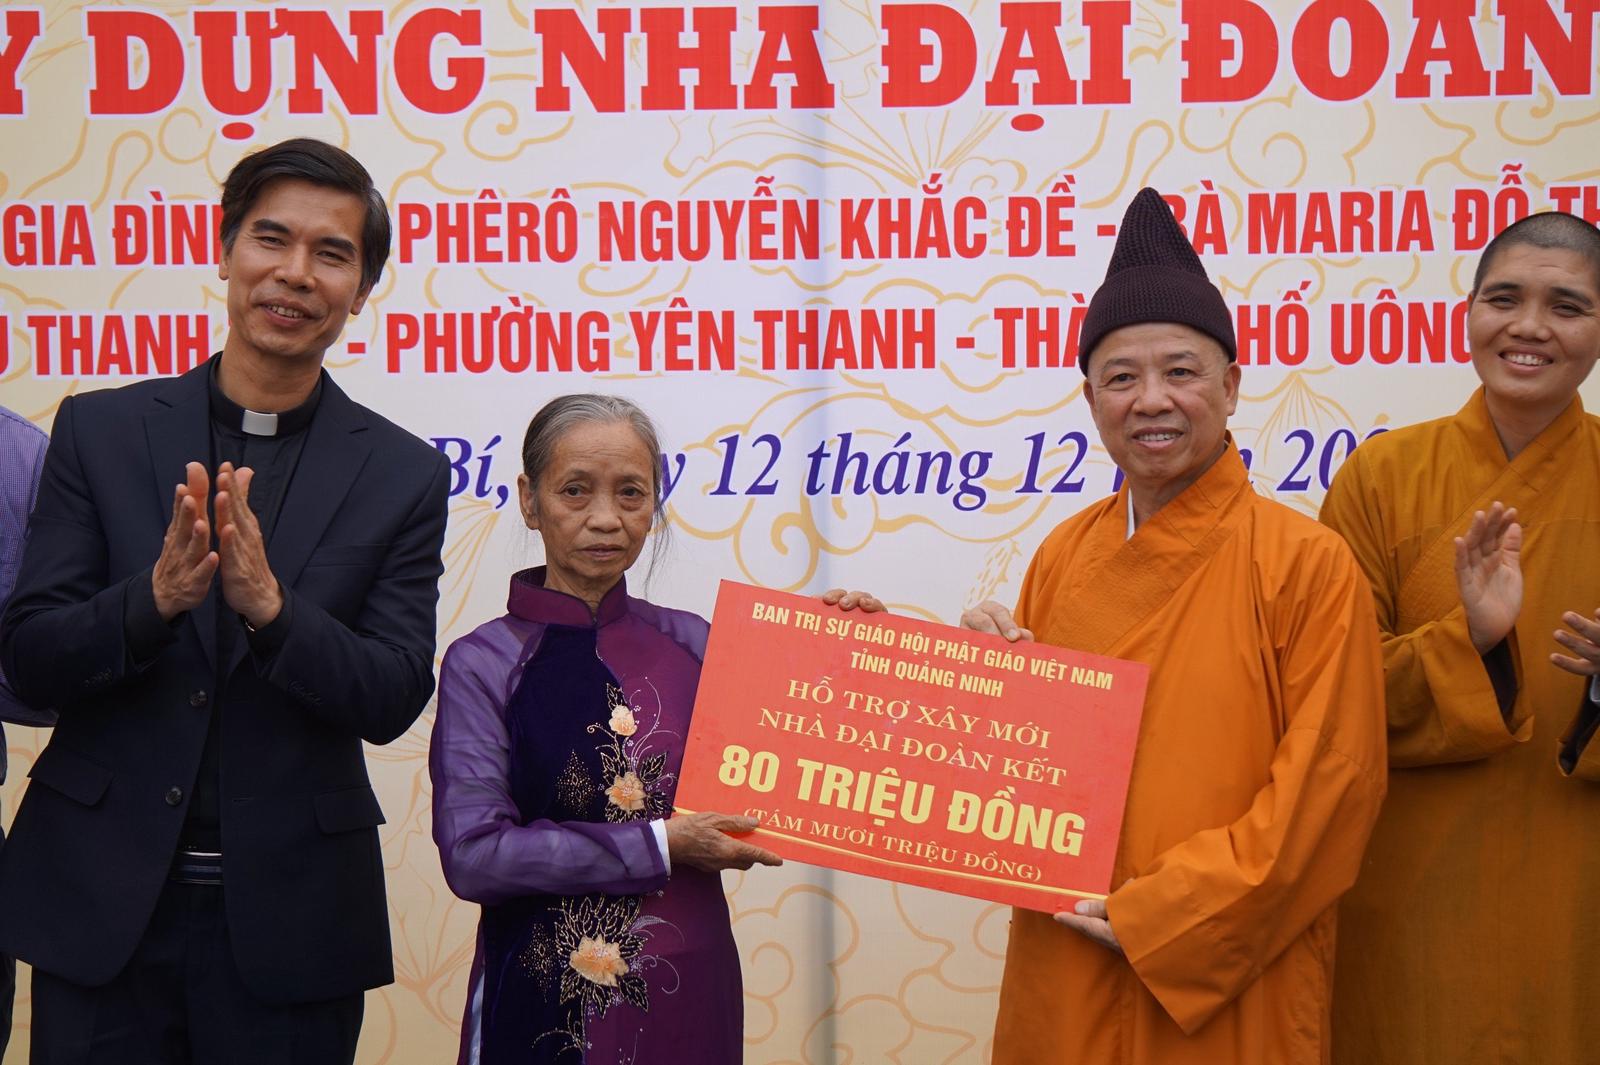 DỰNG NHA ĐẠI ĐOAN
GIA ĐÌNH PHÊRÔ NGUYỄN KHẮC ĐỀ - BÀ MARIA ĐỖ TH
THANH - PHƯỜNG YÊN THANH - THÀ HỐ UÔNG
Bí, y 12 tháng 12 20
BAN TRỊ SỰ GIÁO HỘI PHẬT GIÁO VIỆT NAM
TỈNH QUẢNG NINH
HỖ TRỢ XÂY MỚI
NHÀ ĐẠI ĐOÀN KẾT
80 TRIỆU ĐỒNG
(TÁM MƯƠI TRIỆU ĐỒNG)